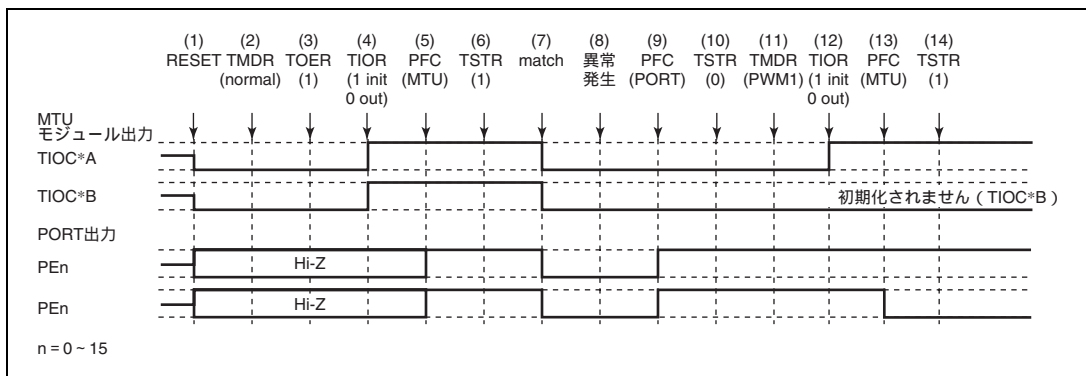 (1) (2) (3) (4) (5) (6) (7) (8) (9) (10) (11) (12) (13) (14)
RESET TMDR TOER TIOR PFC TSTR match 異常 PFC TSTR TMDR TIOR PFC TSTR
(normal) (1) (1 init (MTU) (1) 発生 (PORT) (0) (PWM1) (1 init (MTU) (1)
0 out) 0 out)
MTU
モジュール出力
TIOC*A
TIOC*B 初期化されません ( TIOC*B )
PORT出力
PEn Hi-Z
PEn Hi-Z
n = 0 ~ 15